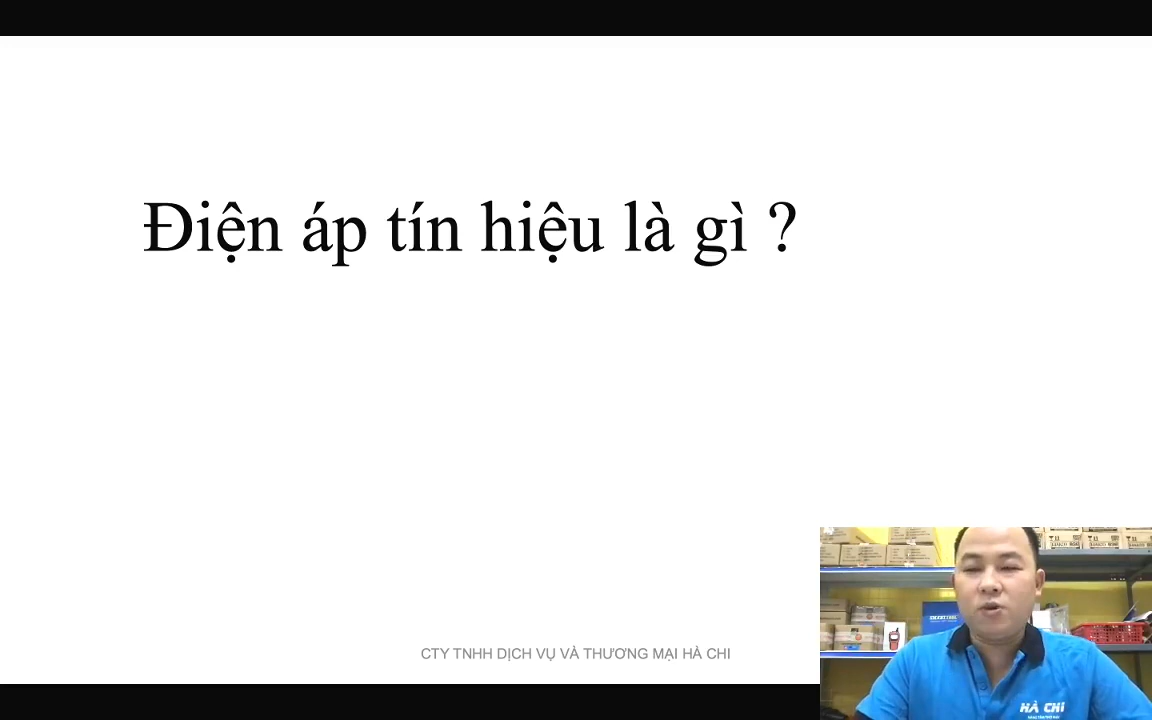 Điện áp tín hiệu là gì ?
CTY TNHH DỊCH VỤ VÀ THƯƠNG MẠI HÀ CHI
HÀ CHI